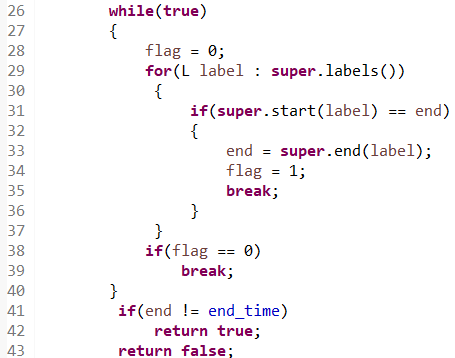 26 while(true)
27 {
28 flag = 0;
29 for(L label : super.labels())
30 {
31 if(super.start(label) == end)
32 {
33 end = super.end(label);
34 flag = 1;
35 break;
36 }
37 }
38 if(flag == 0)
39 break;
40 }
41 if(end != end_time)
42 return true;
43 return false;